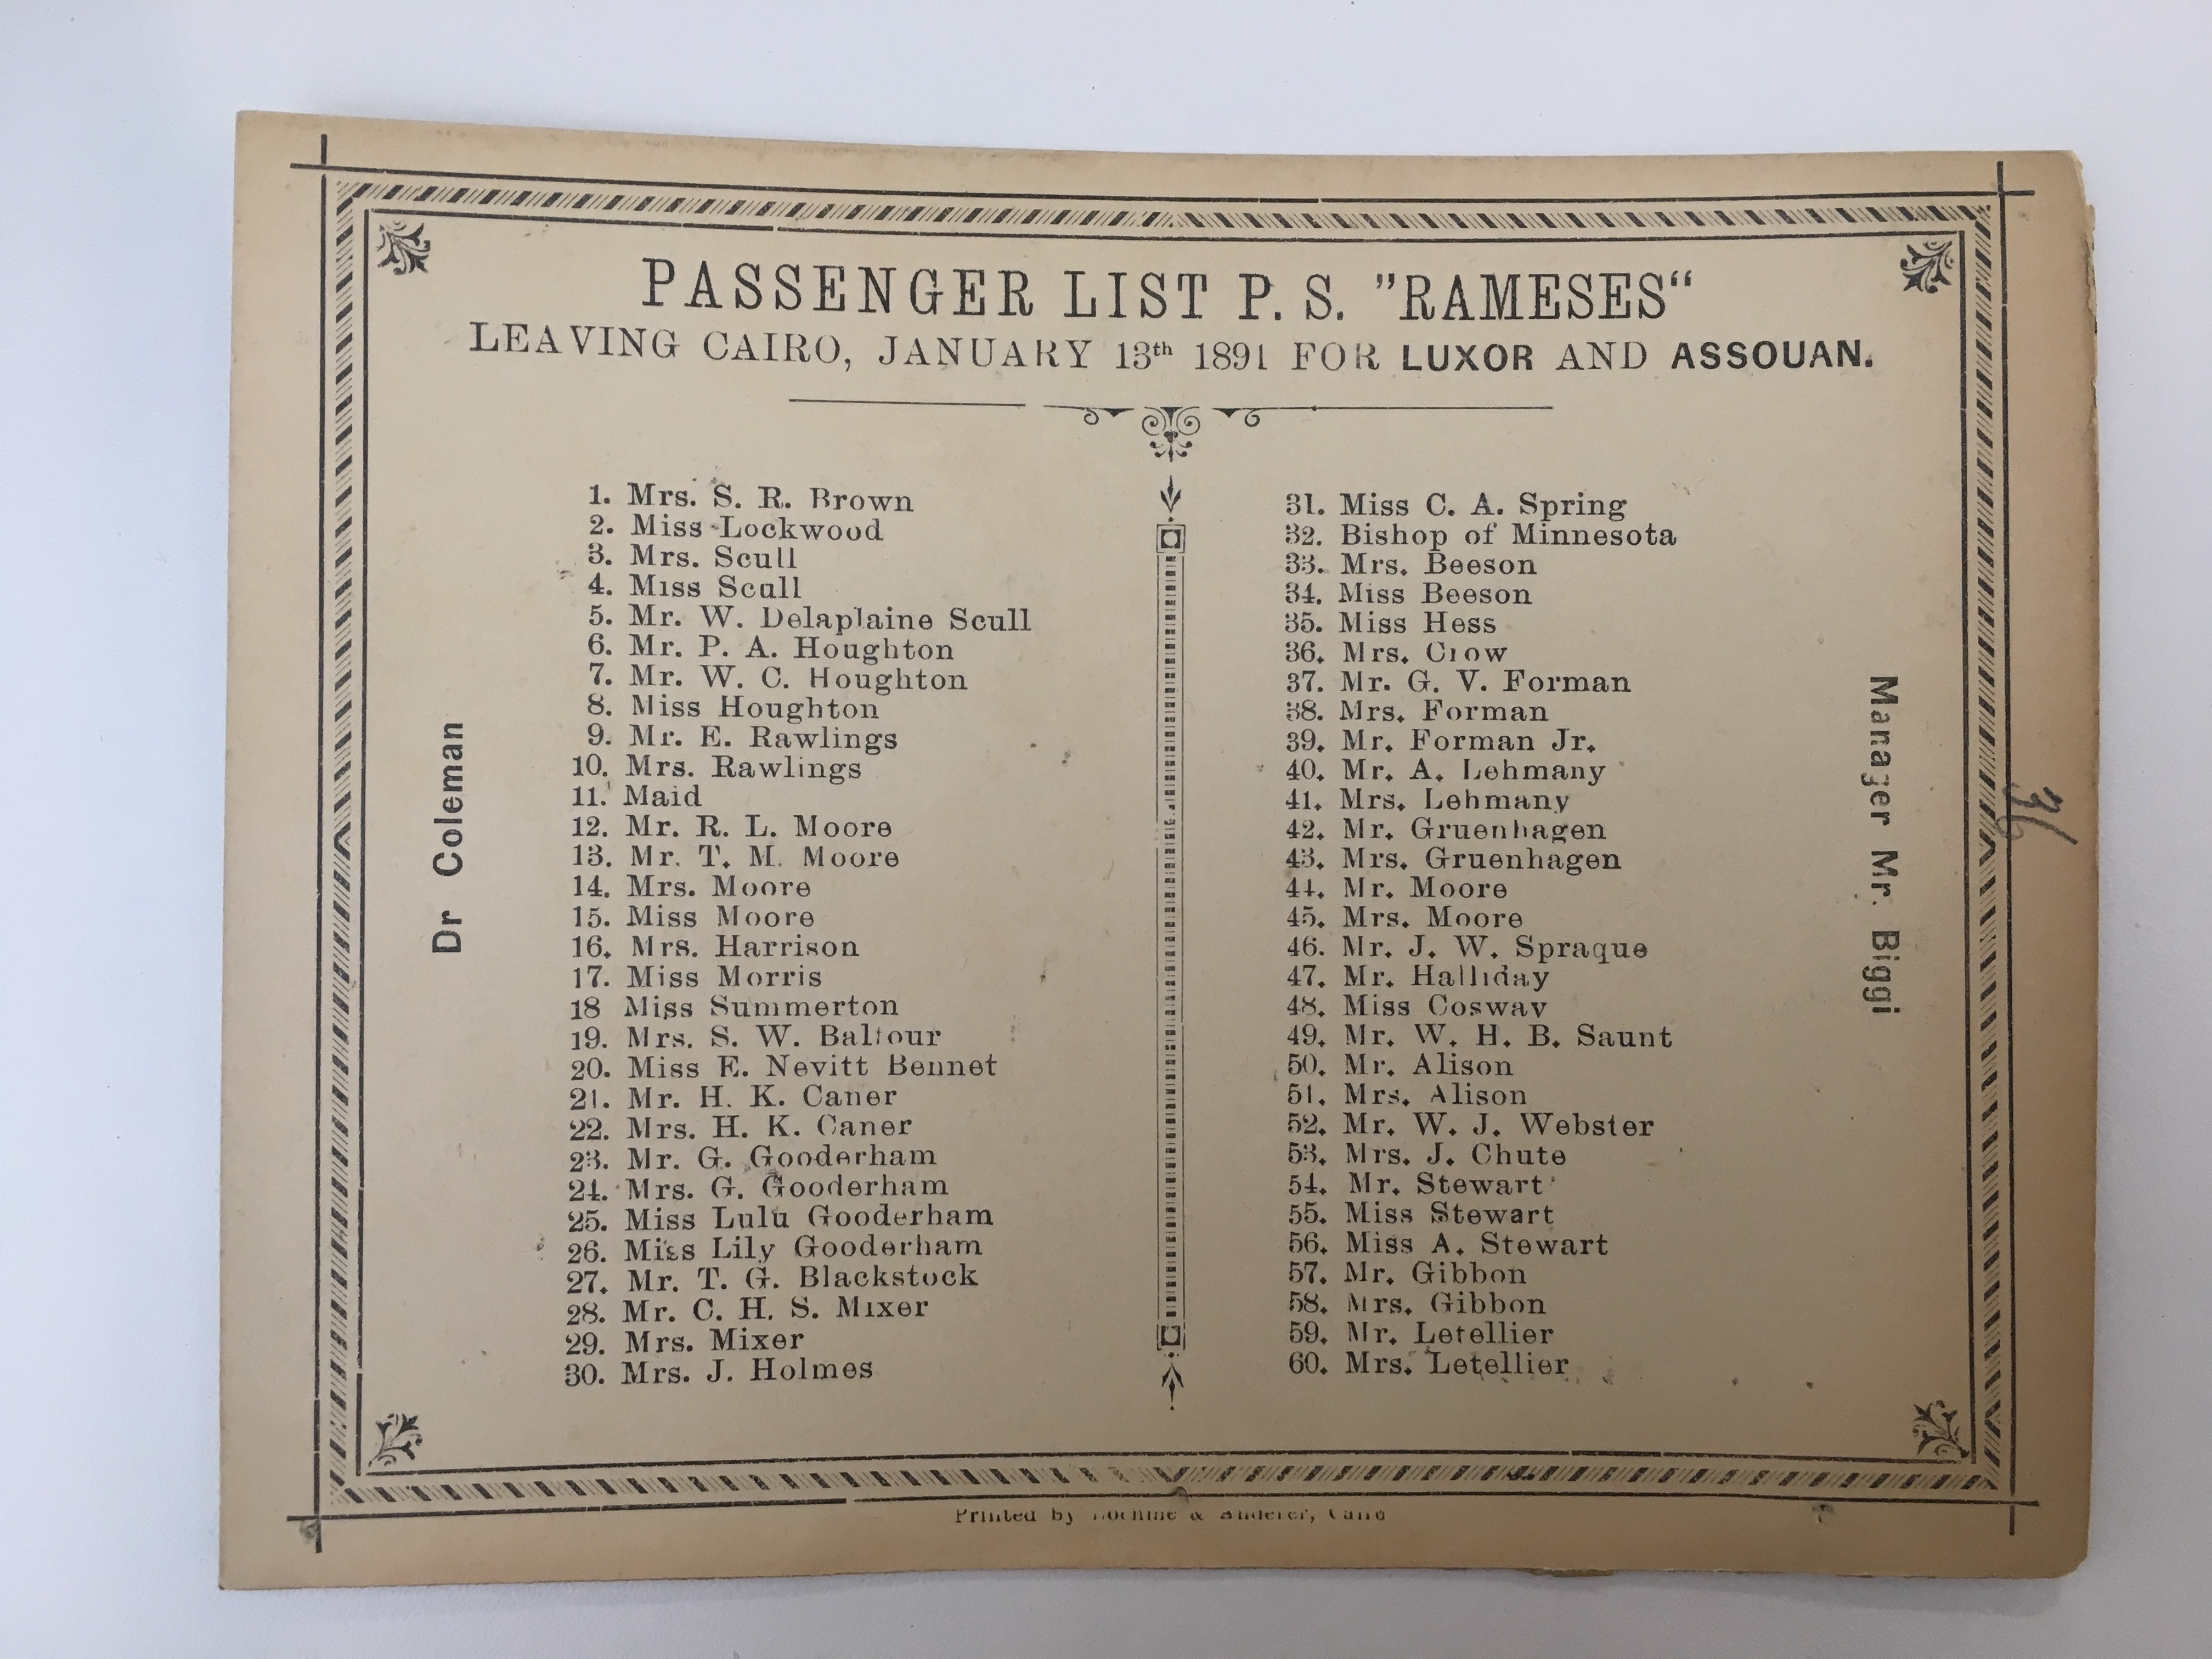 PASSENGER LIST P. S. "RAMESES"
LEAVING CAIRO, JANUARY 13th 1891 FOR LUXOR AND ASSOUAN.
1. Mrs. S. R. Brown
2. Miss Lockwood
3. Mrs. Scull
4. Miss Scull
5. Mr. W. Delaplaine Scull
6. Mr. P. A. Houghton
7. Mr. W. C. Houghton
8. Miss Houghton
9. Mr. E. Rawlings
10. Mrs. Rawlings
11. Maid
12. Mr. R. L. Moore
13. Mr. T. M. Moore
14. Mrs. Moore
15. Miss Moore
16. Mrs. Harrison
17. Miss Morris
18 Miss Summerton
19. Mrs. S. W. Balfour
20. Miss E. Nevitt Bennet
21. Mr. H. K. Caner
22. Mrs. H. K. Caner
23. Mr. G. Gooderham
24. Mrs. G. Gooderham
25. Miss Lulu Gooderham
26. Miss Lily Gooderham
27. Mr. T. G. Blackstock
28. Mr. C. H. S. Mixer
29. Mrs. Mixer
30. Mrs. J. Holmes
31. Miss C. A. Spring
32. Bishop of Minnesota
33. Mrs. Beeson
34. Miss Beeson
35. Miss Hess
36. Mrs. Crow
37. Mr. G. V. Forman
38. Mrs. Forman
39. Mr. Forman Jr.
40. Mr. A. Lehmany
41. Mrs. Lehmany
42. Mr. Gruenhagen
43. Mrs. Gruenhagen
44. Mr. Moore
45. Mrs. Moore
46. Mr. J. W. Spraque
47. Mr. Halliday
48. Miss Cosway
49. Mr. W. H. B. Saunt
50. Mr. Alison
51. Mrs. Alison
52. Mr. W. J. Webster
53. Mrs. J. Chute
54. Mr. Stewart
55. Miss Stewart
56. Miss A. Stewart
57. Mr. Gibbon
58. Mrs. Gibbon
59. Mr. Letellier
60. Mrs. Letellier
Dr Coleman
Manager Mr. Biggi
Printed by & Anderer, Cairo